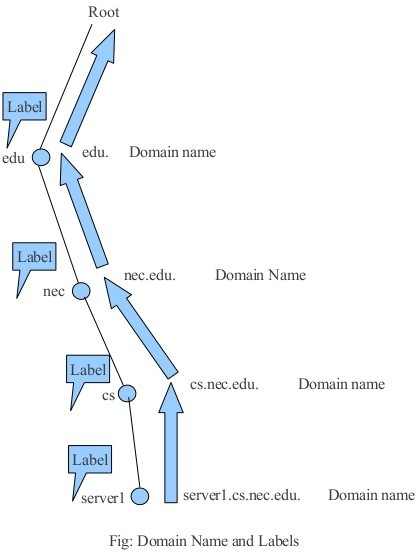 Root
Label
edu
edu. Domain name
Label
nec.edu. Domain Name
nec
Label
cs.nec.edu. Domain name
cs
Label
server1
server1.cs.nec.edu. Domain name
Fig: Domain Name and Labels